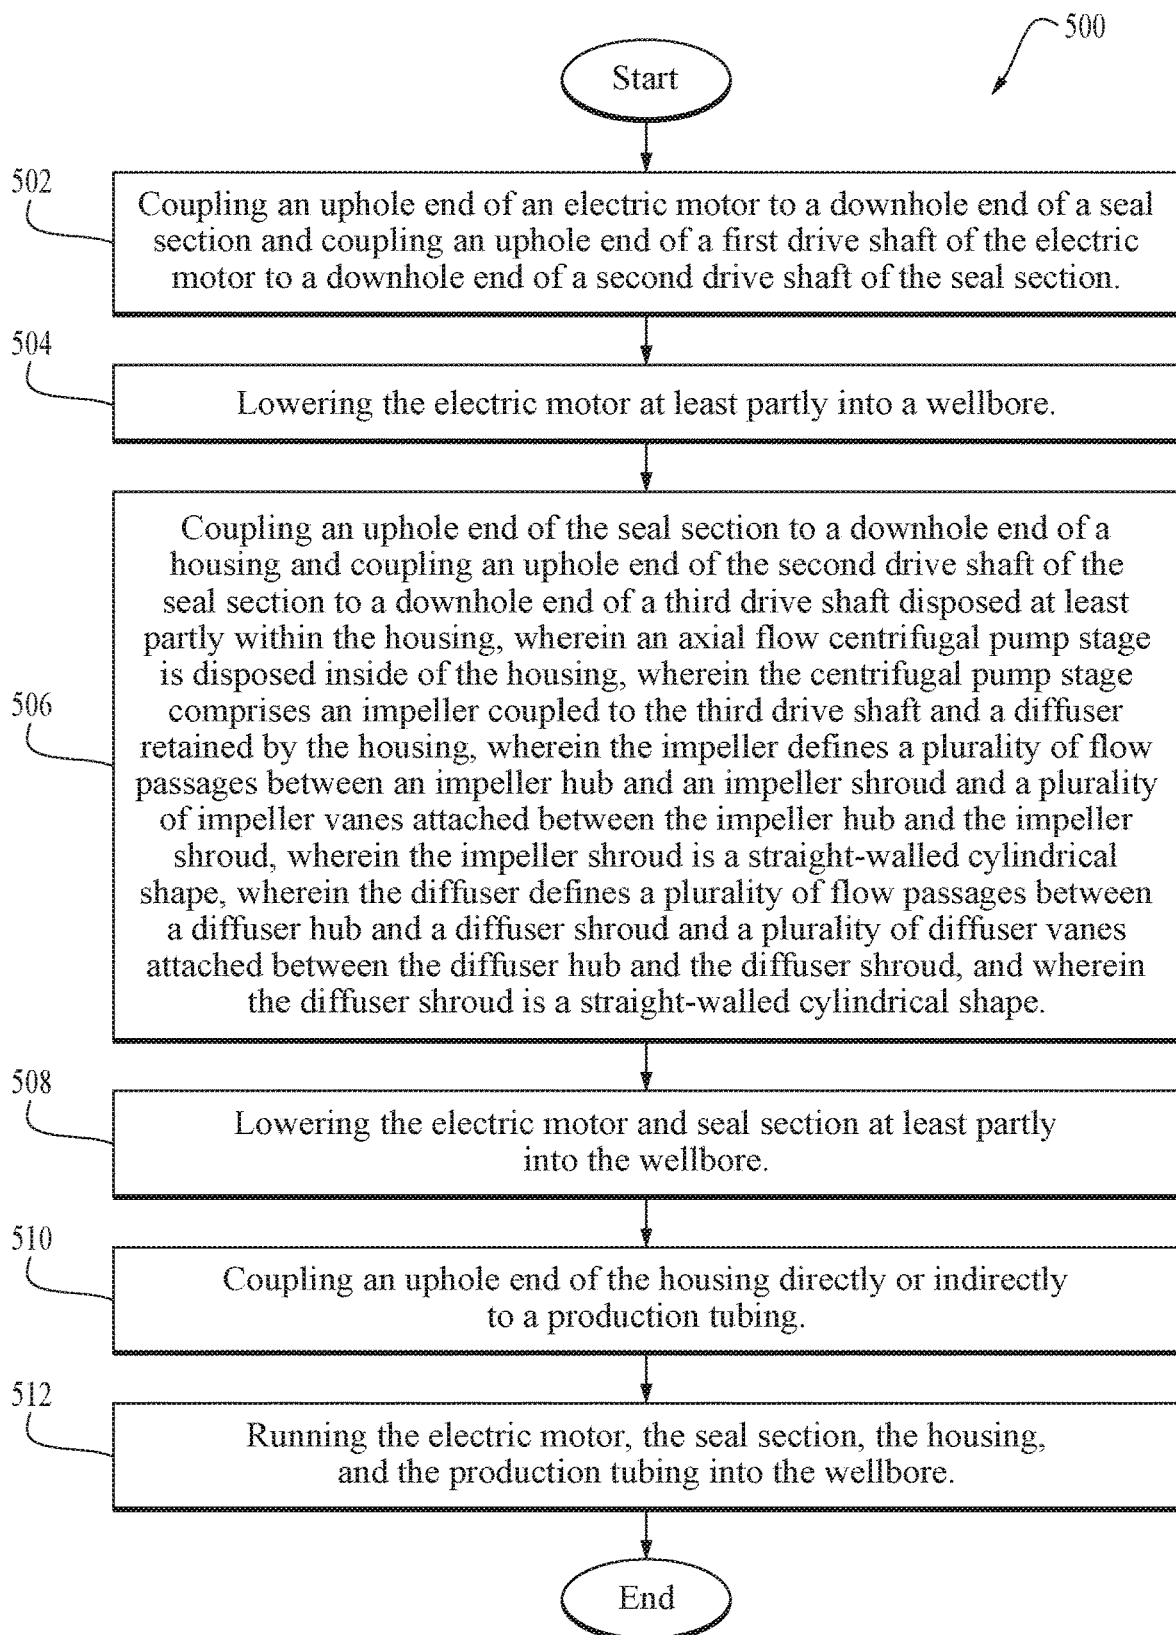 500
Start
502
Coupling an uphole end of an electric motor to a downhole end of a seal
section and coupling an uphole end of a first drive shaft of the electric
motor to a downhole end of a second drive shaft of the seal section.
504
Lowering the electric motor at least partly into a wellbore.
506
Coupling an uphole end of the seal section to a downhole end of a
housing and coupling an uphole end of the second drive shaft of the
seal section to a downhole end of a third drive shaft disposed at least
partly within the housing, wherein an axial flow centrifugal pump stage
is disposed inside of the housing, wherein the centrifugal pump stage
comprises an impeller coupled to the third drive shaft and a diffuser
retained by the housing, wherein the impeller defines a plurality of flow
passages between an impeller hub and an impeller shroud and a plurality
of impeller vanes attached between the impeller hub and the impeller
shroud, wherein the impeller shroud is a straight-walled cylindrical
shape, wherein the diffuser defines a plurality of flow passages between
a diffuser hub and a diffuser shroud and a plurality of diffuser vanes
attached between the diffuser hub and the diffuser shroud, and wherein
the diffuser shroud is a straight-walled cylindrical shape.
508
Lowering the electric motor and seal section at least partly
into the wellbore.
510
Coupling an uphole end of the housing directly or indirectly
to a production tubing.
512
Running the electric motor, the seal section, the housing,
and the production tubing into the wellbore.
End